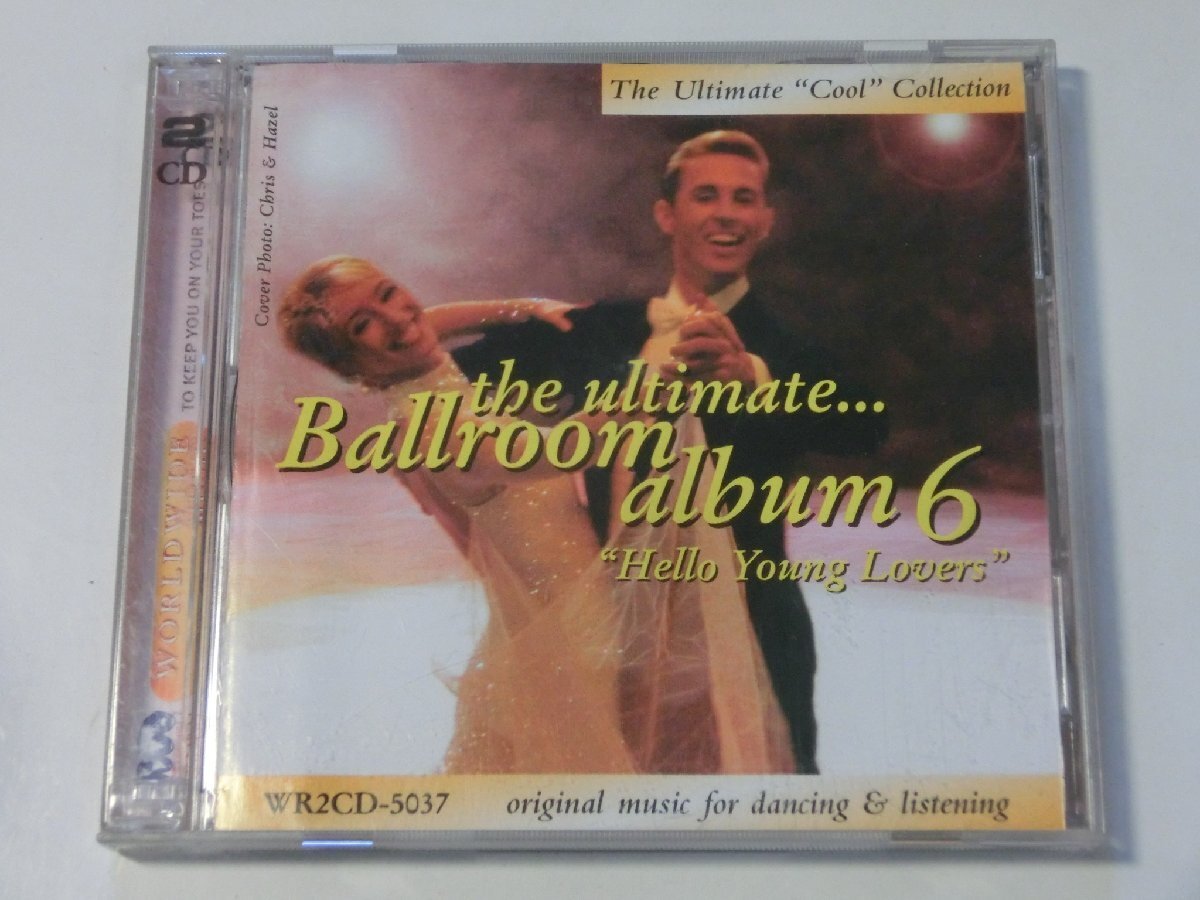 The Ultimate “Cool” Collection
Cover Photo: Chris & Hazel
the ultimate...
Ballroom
album 6
“Hello Young Lovers”
WR2CD-5037
original music for dancing & listening
2
CD
TO KEEP YOU ON YOUR TOES
WORLDWIDE